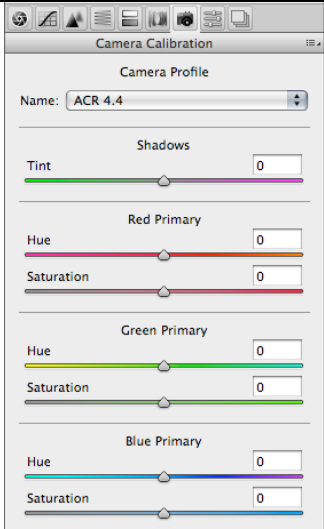 Camera Calibration
Camera Profile
Name: ACR 4.4
Shadows
Tint 0
Red Primary
Hue 0
Saturation 0
Green Primary
Hue 0
Saturation 0
Blue Primary
Hue 0
Saturation 0